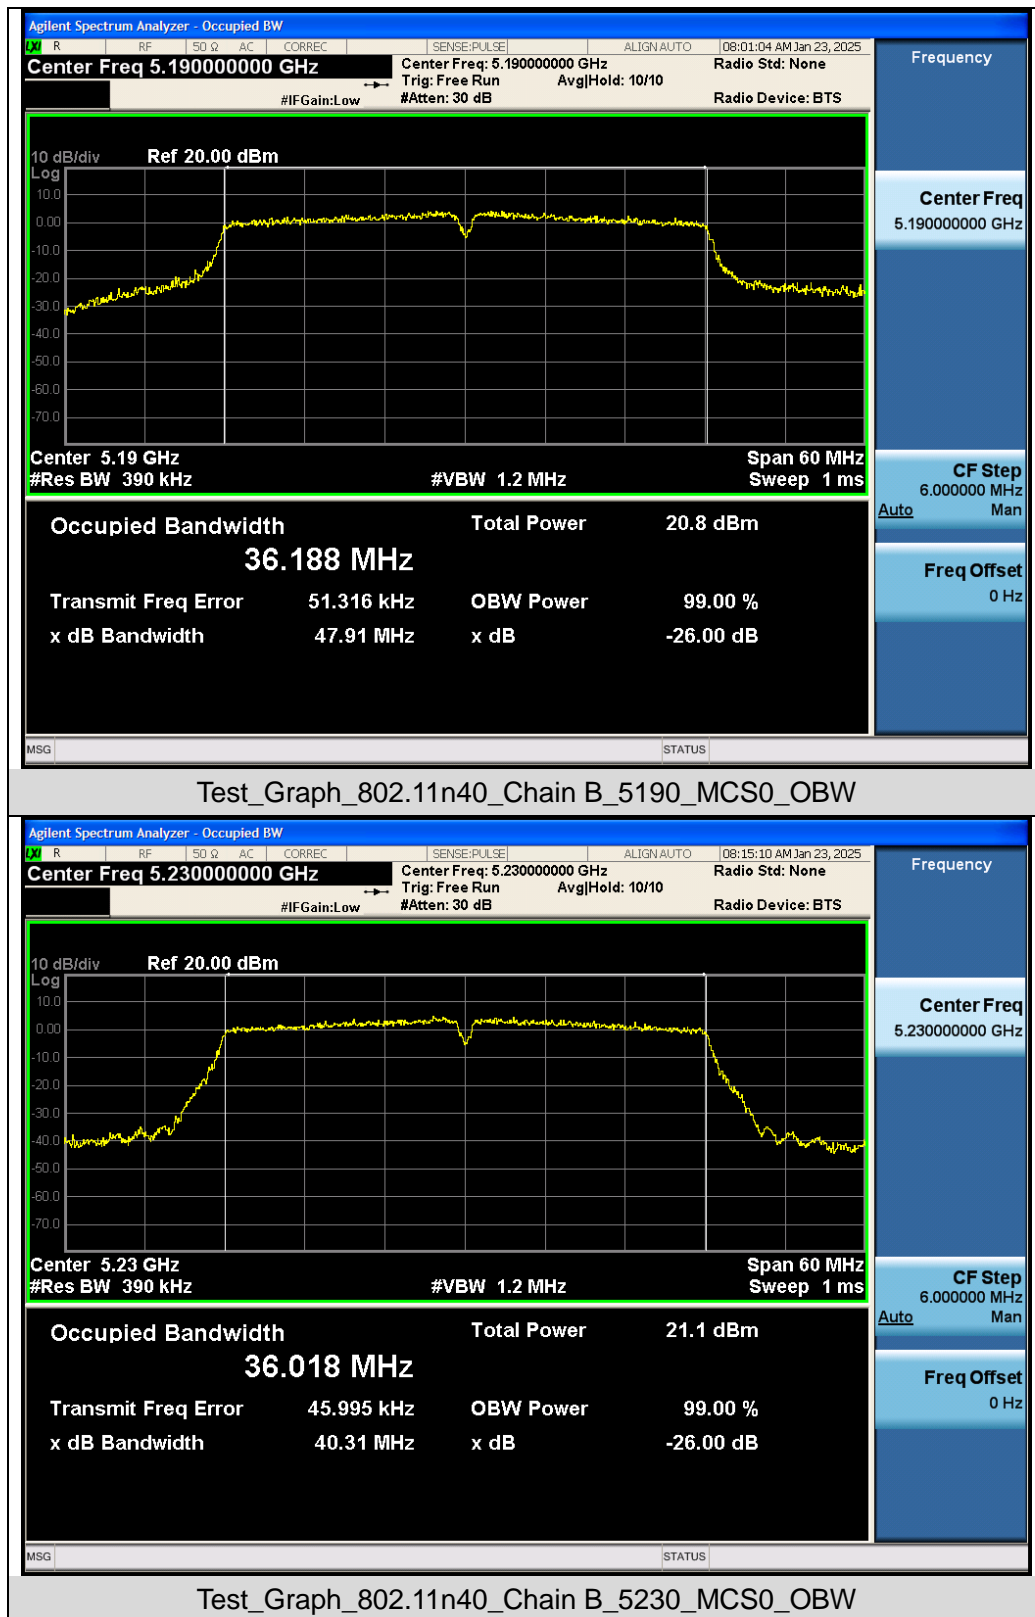 Agilent Spectrum Analyzer - Occupied BW
LXI R RF 50 Ω AC CORREC SENSE:PULSE ALIGN AUTO 08:01:04 AM Jan 23, 2025
Center Freq 5.190000000 GHz
Center Freq: 5.190000000 GHz
Radio Std: None
Trig: Free Run Avg|Hold: 10/10
#IFGain:Low #Atten: 30 dB Radio Device: BTS
Frequency
10 dB/div Ref 20.00 dBm
Log
10.0
0.00
-10.0
-20.0
-30.0
-40.0
-50.0
-60.0
-70.0
Center Freq
5.190000000 GHz
Center 5.19 GHz Span 60 MHz
#Res BW 390 kHz #VBW 1.2 MHz Sweep 1 ms
CF Step
6.000000 MHz
Auto Man
Occupied Bandwidth Total Power 20.8 dBm
36.188 MHz
Transmit Freq Error 51.316 kHz OBW Power 99.00 %
x dB Bandwidth 47.91 MHz x dB -26.00 dB
Freq Offset
0 Hz
MSG STATUS
Test_Graph_802.11n40_Chain B_5190_MCS0_OBW
Agilent Spectrum Analyzer - Occupied BW
LXI R RF 50 Ω AC CORREC SENSE:PULSE ALIGN AUTO 08:15:10 AM Jan 23, 2025
Center Freq 5.230000000 GHz
Center Freq: 5.230000000 GHz
Radio Std: None
Trig: Free Run Avg|Hold: 10/10
#IFGain:Low #Atten: 30 dB Radio Device: BTS
Frequency
10 dB/div Ref 20.00 dBm
Log
10.0
0.00
-10.0
-20.0
-30.0
-40.0
-50.0
-60.0
-70.0
Center Freq
5.230000000 GHz
Center 5.23 GHz Span 60 MHz
#Res BW 390 kHz #VBW 1.2 MHz Sweep 1 ms
CF Step
6.000000 MHz
Auto Man
Occupied Bandwidth Total Power 21.1 dBm
36.018 MHz
Transmit Freq Error 45.995 kHz OBW Power 99.00 %
x dB Bandwidth 40.31 MHz x dB -26.00 dB
Freq Offset
0 Hz
MSG STATUS
Test_Graph_802.11n40_Chain B_5230_MCS0_OBW